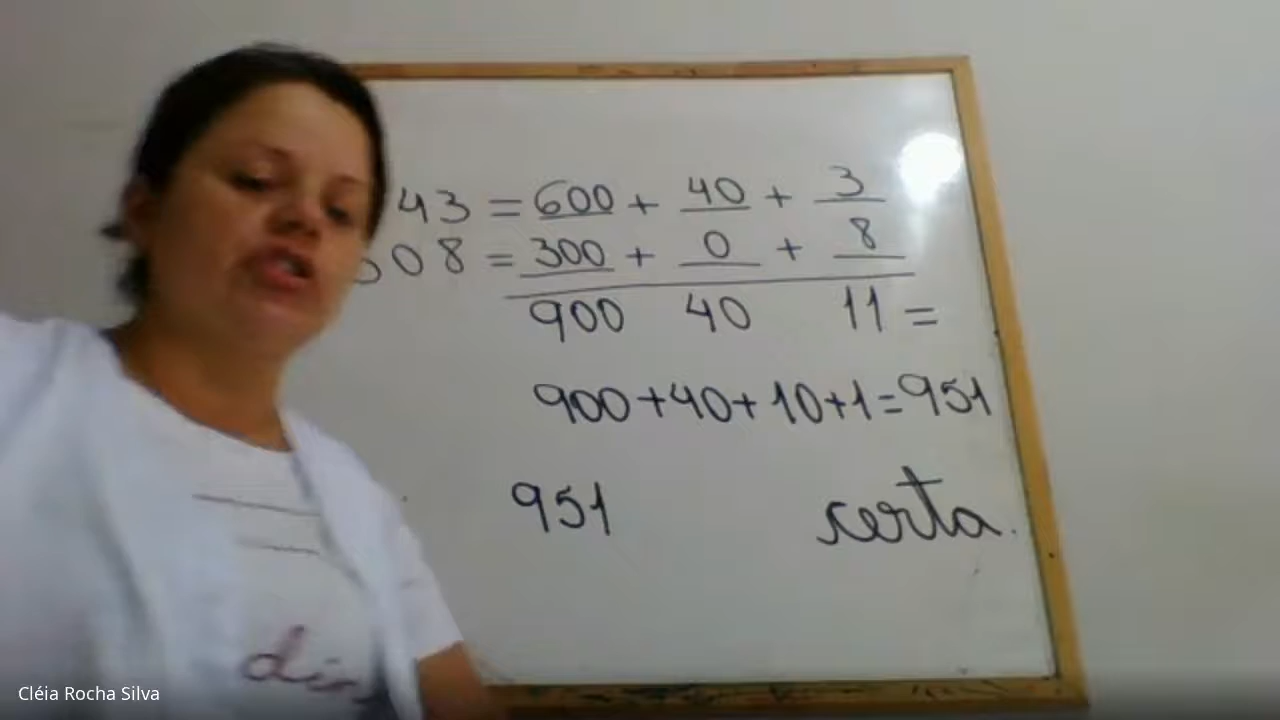 43 = 600 + 40 + 3
308 = 300 + 0 + 8
900 40 11 =
900+40+10+1=951
951 certa.
Cléia Rocha Silva